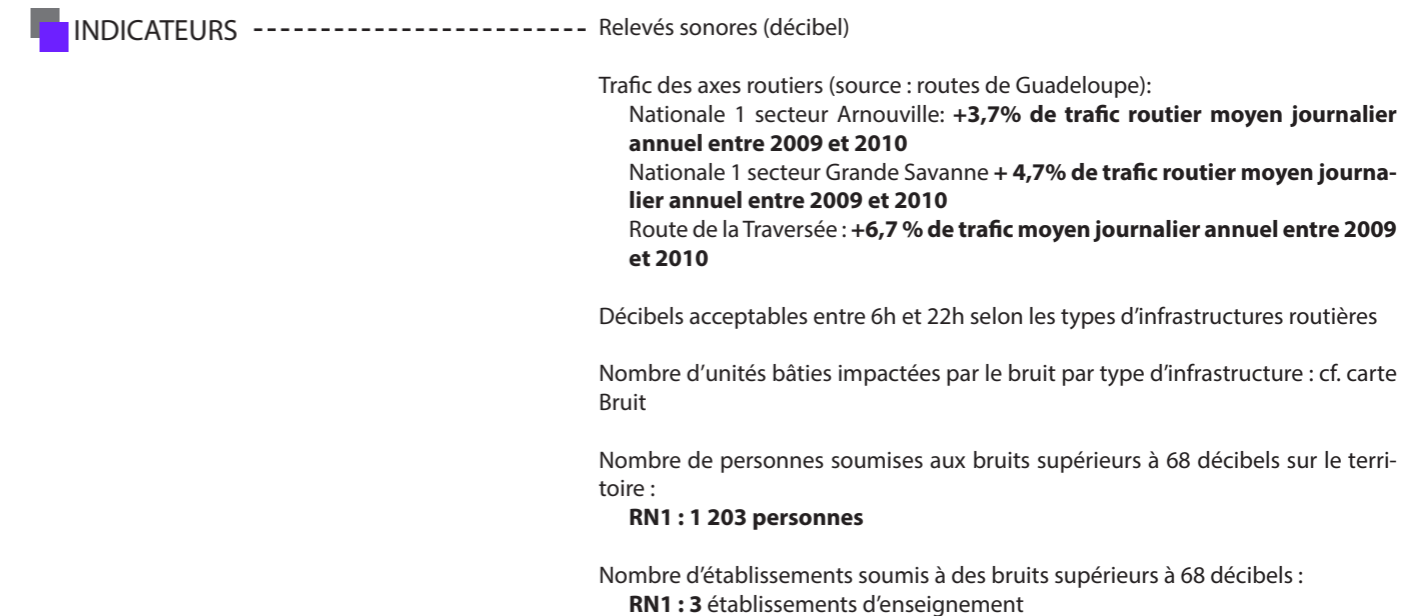 INDICATEURS ------------------------- Relevés sonores (décibel)
Trafic des axes routiers (source : routes de Guadeloupe):
Nationale 1 secteur Arnouville: +3,7% de trafic routier moyen journalier
annuel entre 2009 et 2010
Nationale 1 secteur Grande Savanne + 4,7% de trafic routier moyen journa-
lier annuel entre 2009 et 2010
Route de la Traversée : +6,7 % de trafic moyen journalier annuel entre 2009
et 2010
Décibels acceptables entre 6h et 22h selon les types d’infrastructures routières
Nombre d’unités bâties impactées par le bruit par type d’infrastructure : cf. carte
Bruit
Nombre de personnes soumises aux bruits supérieurs à 68 décibels sur le terri-
toire :
RN1 : 1 203 personnes
Nombre d’établissements soumis à des bruits supérieurs à 68 décibels :
RN1 : 3 établissements d’enseignement